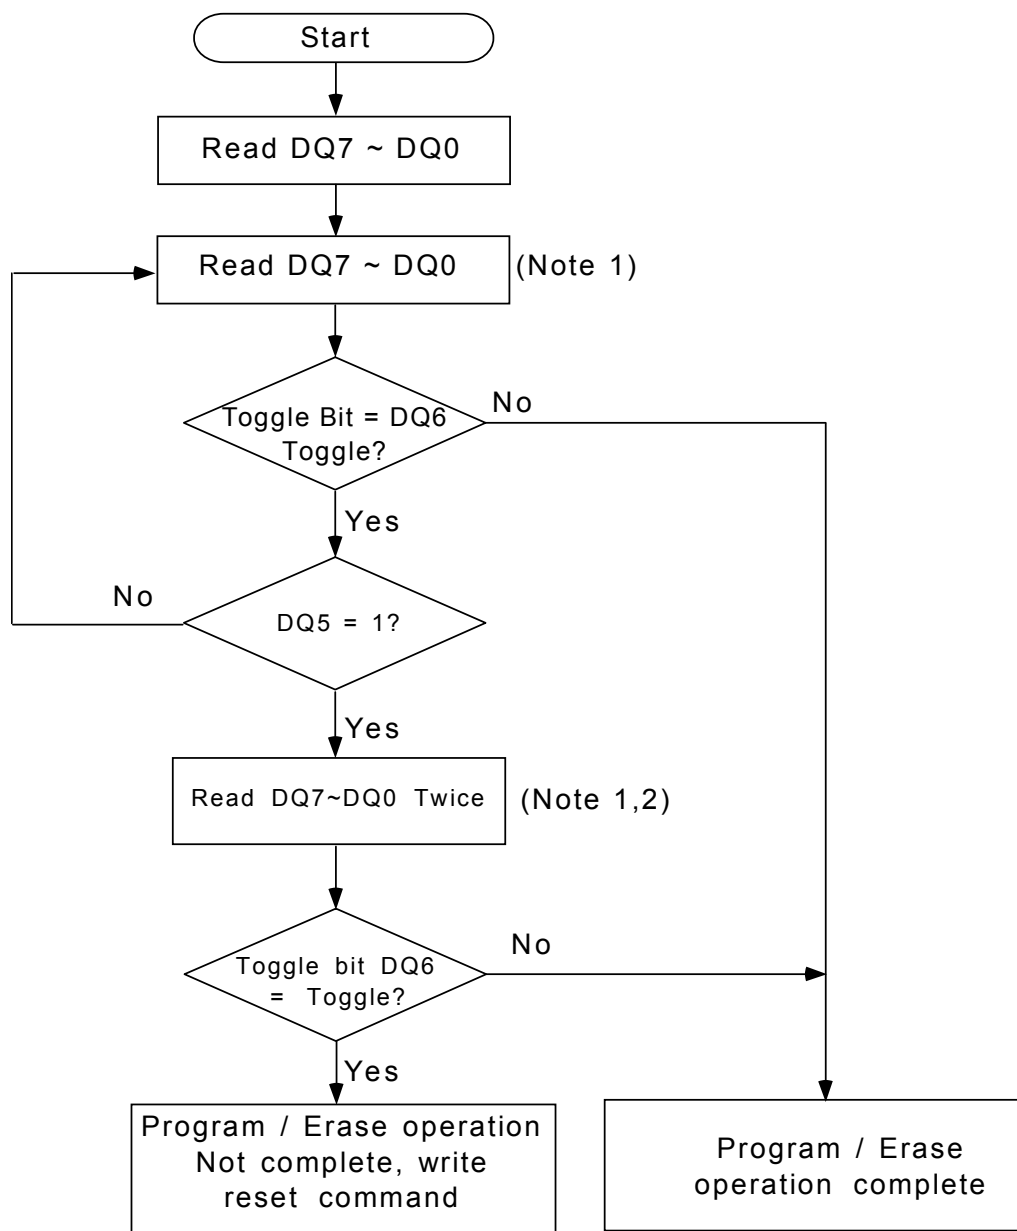 Start
Read DQ7 ~ DQ0
Read DQ7 ~ DQ0
(Note 1)
Toggle Bit = DQ6
Toggle?
No
Yes
No
DQ5 = 1?
Yes
Read DQ7~DQ0 Twice
(Note 1,2)
Toggle bit DQ6
= Toggle?
No
Yes
Program / Erase operation
Not complete, write
reset command
Program / Erase
operation complete